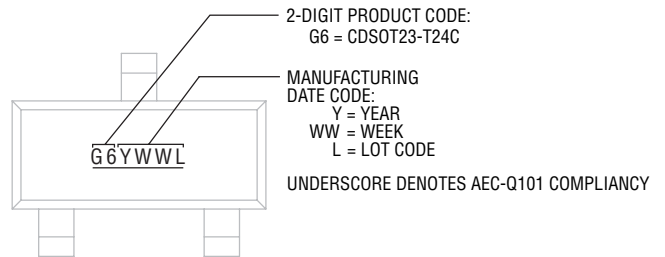 2-DIGIT PRODUCT CODE:
G6 = CDSOT23-T24C
MANUFACTURING
DATE CODE:
Y = YEAR
WW = WEEK
L = LOT CODE
G6YWWL
UNDERSCORE DENOTES AEC-Q101 COMPLIANCY